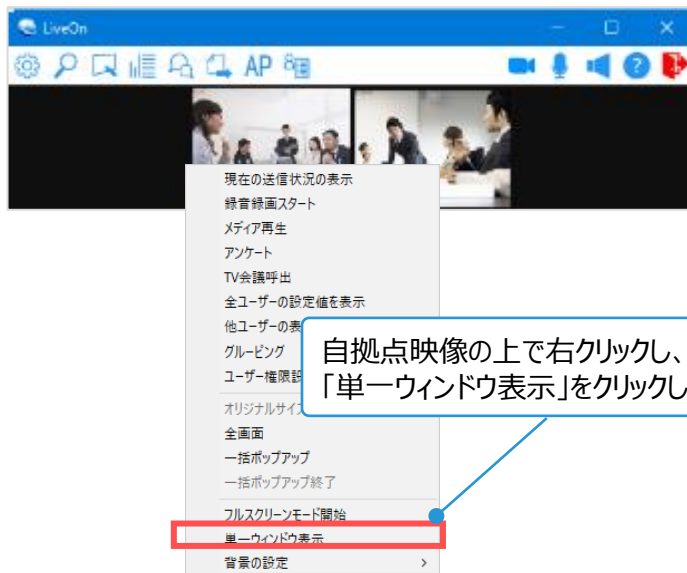 LiveOn
AP
現在の送信状況の表示
録音録画スタート
メディア再生
アンケート
TV会議呼出
全ユーザーの設定値を表示
他ユーザーの表
グルーピング
ユーザー権限設
自拠点映像の上で右クリックし、
「単一ウィンドウ表示」をクリックし
オリジナルサイズ
全画面
一括ポップアップ
一括ポップアップ終了
フルスクリーンモード開始
単一ウィンドウ表示
背景の設定